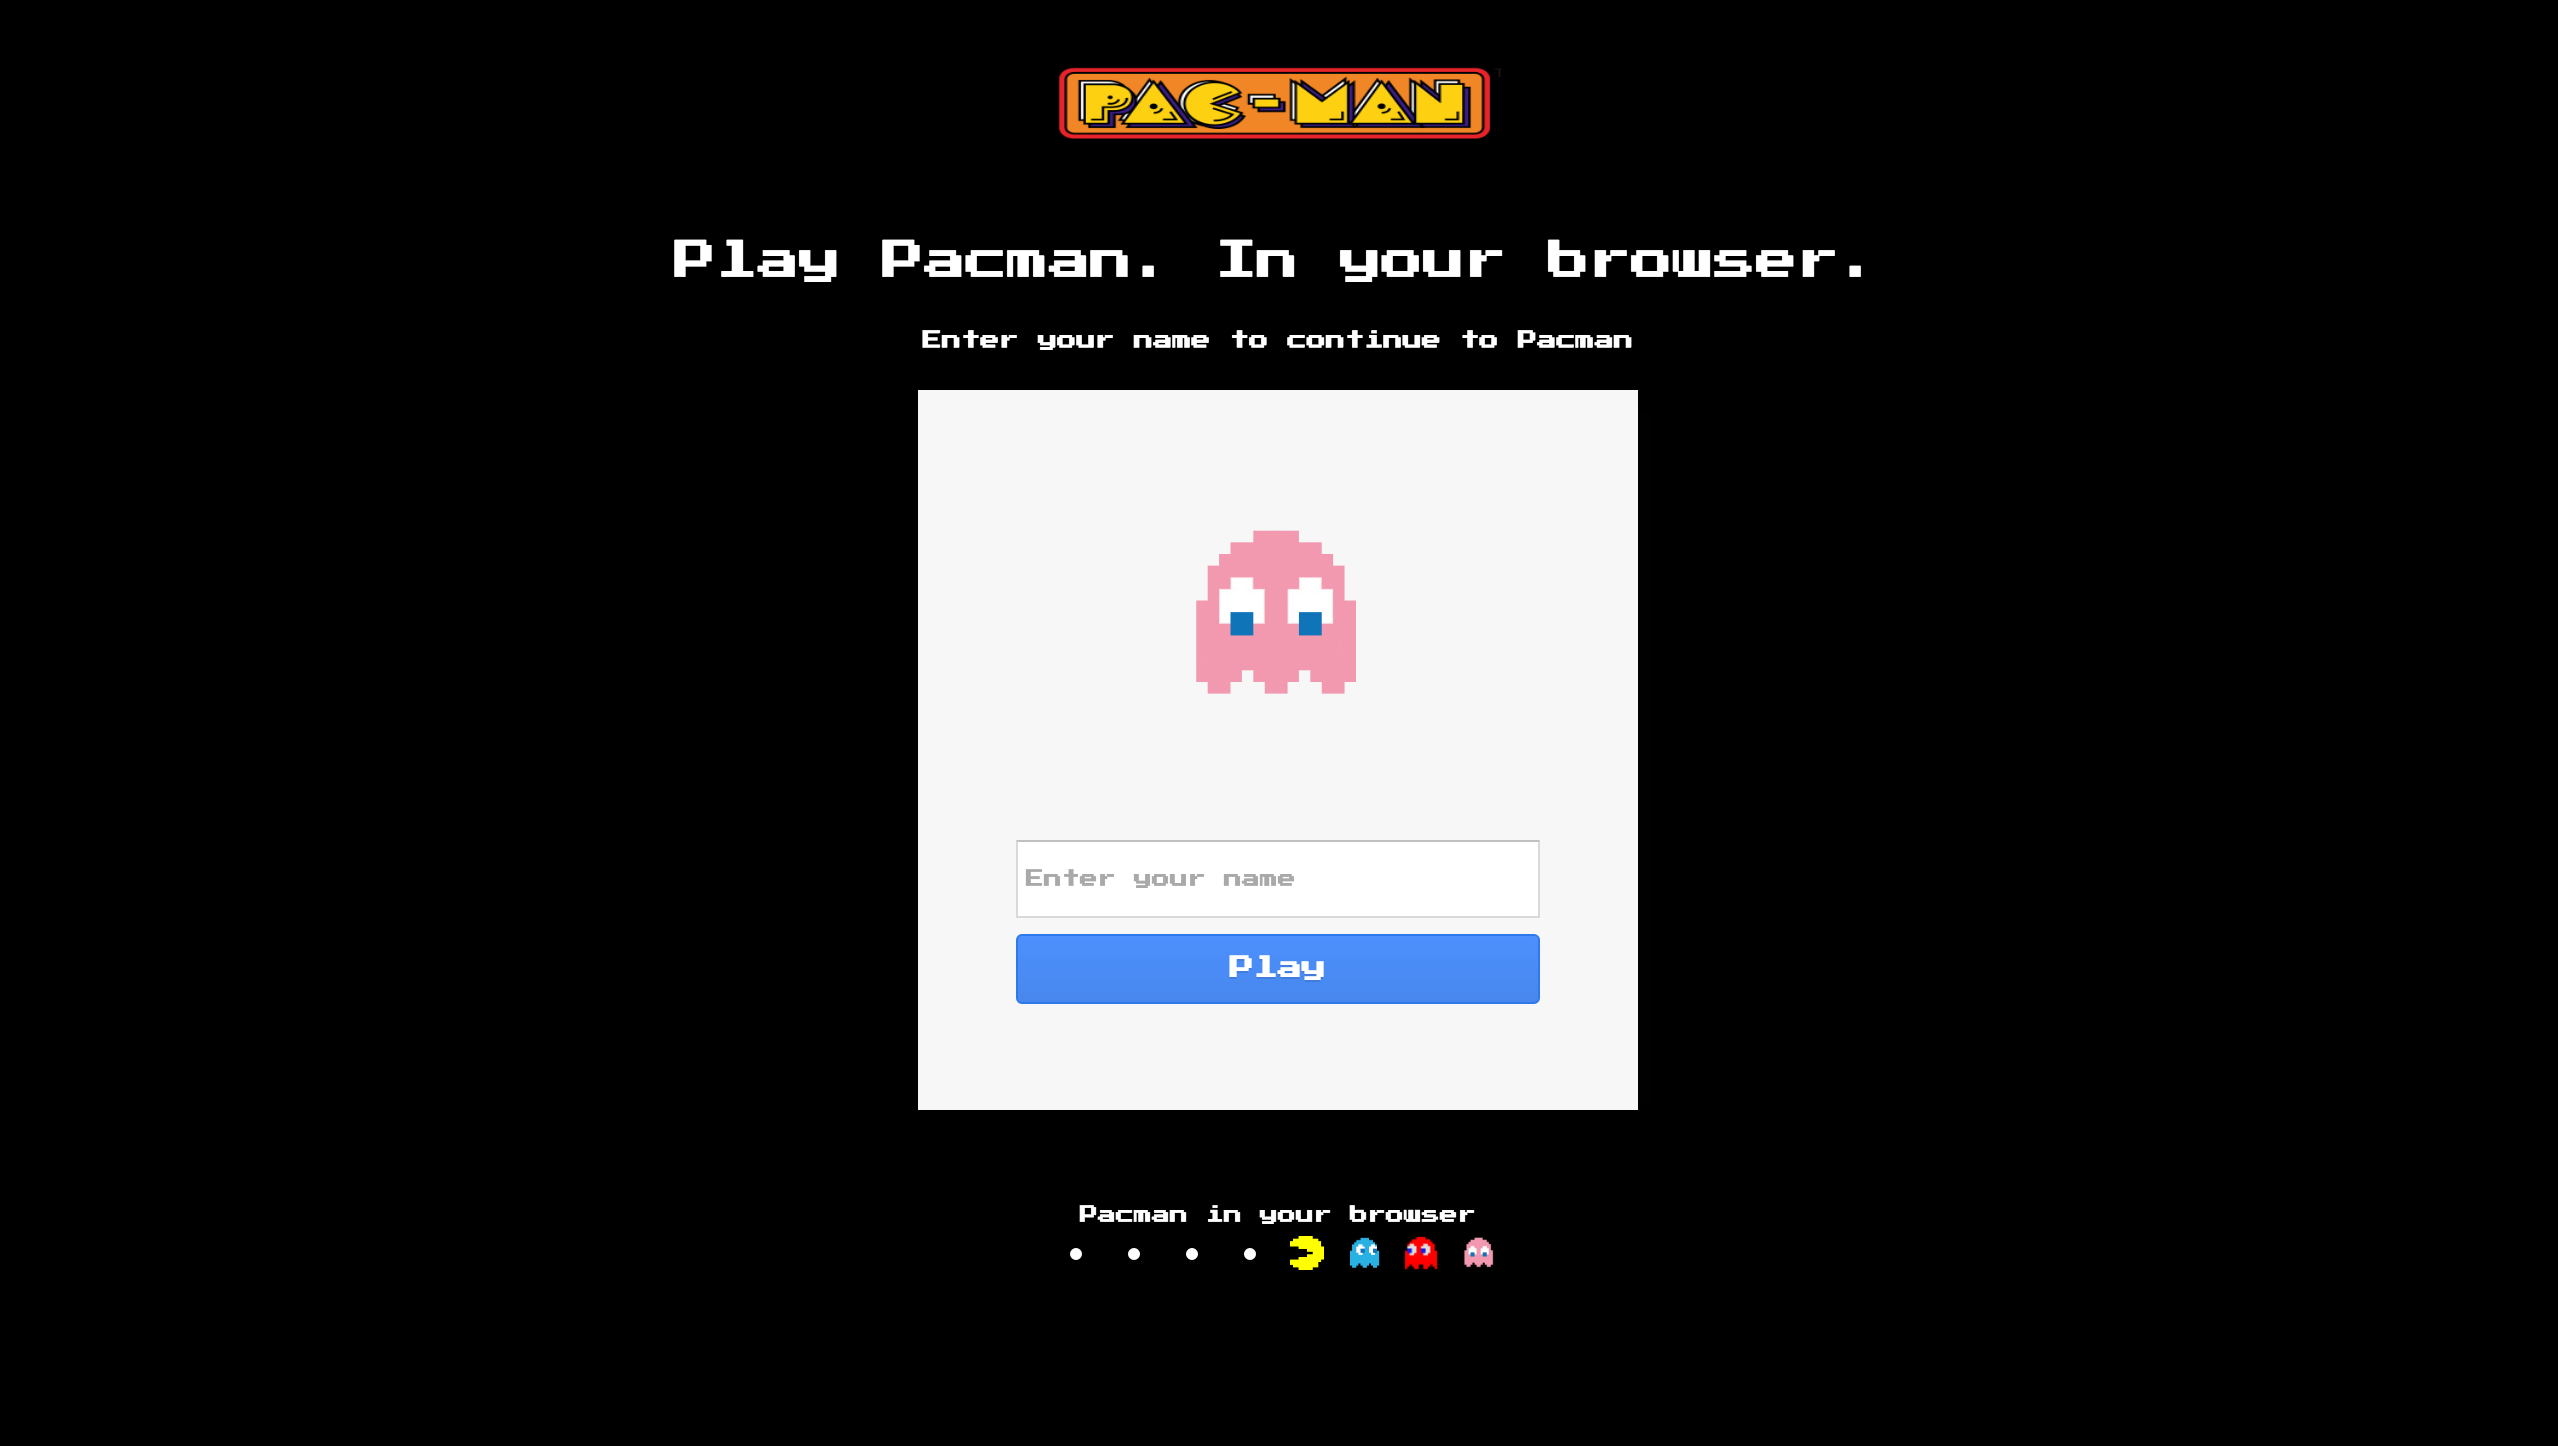 PAC-MAN
Play Pacman. In your browser.
Enter your name to continue to Pacman
Enter your name
Play
Pacman in your browser